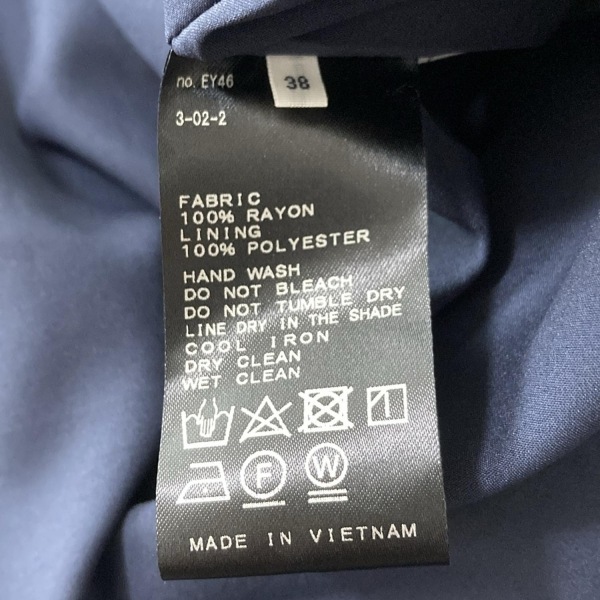 no. EY46
38
3-02-2
FABRIC
100% RAYON
LINING
100% POLYESTER
HAND WASH
DO NOT BLEACH
DO NOT TUMBLE DRY
LINE DRY IN THE SHADE
COOL IRON
DRY CLEAN
WET CLEAN
F
W
MADE IN VIETNAM